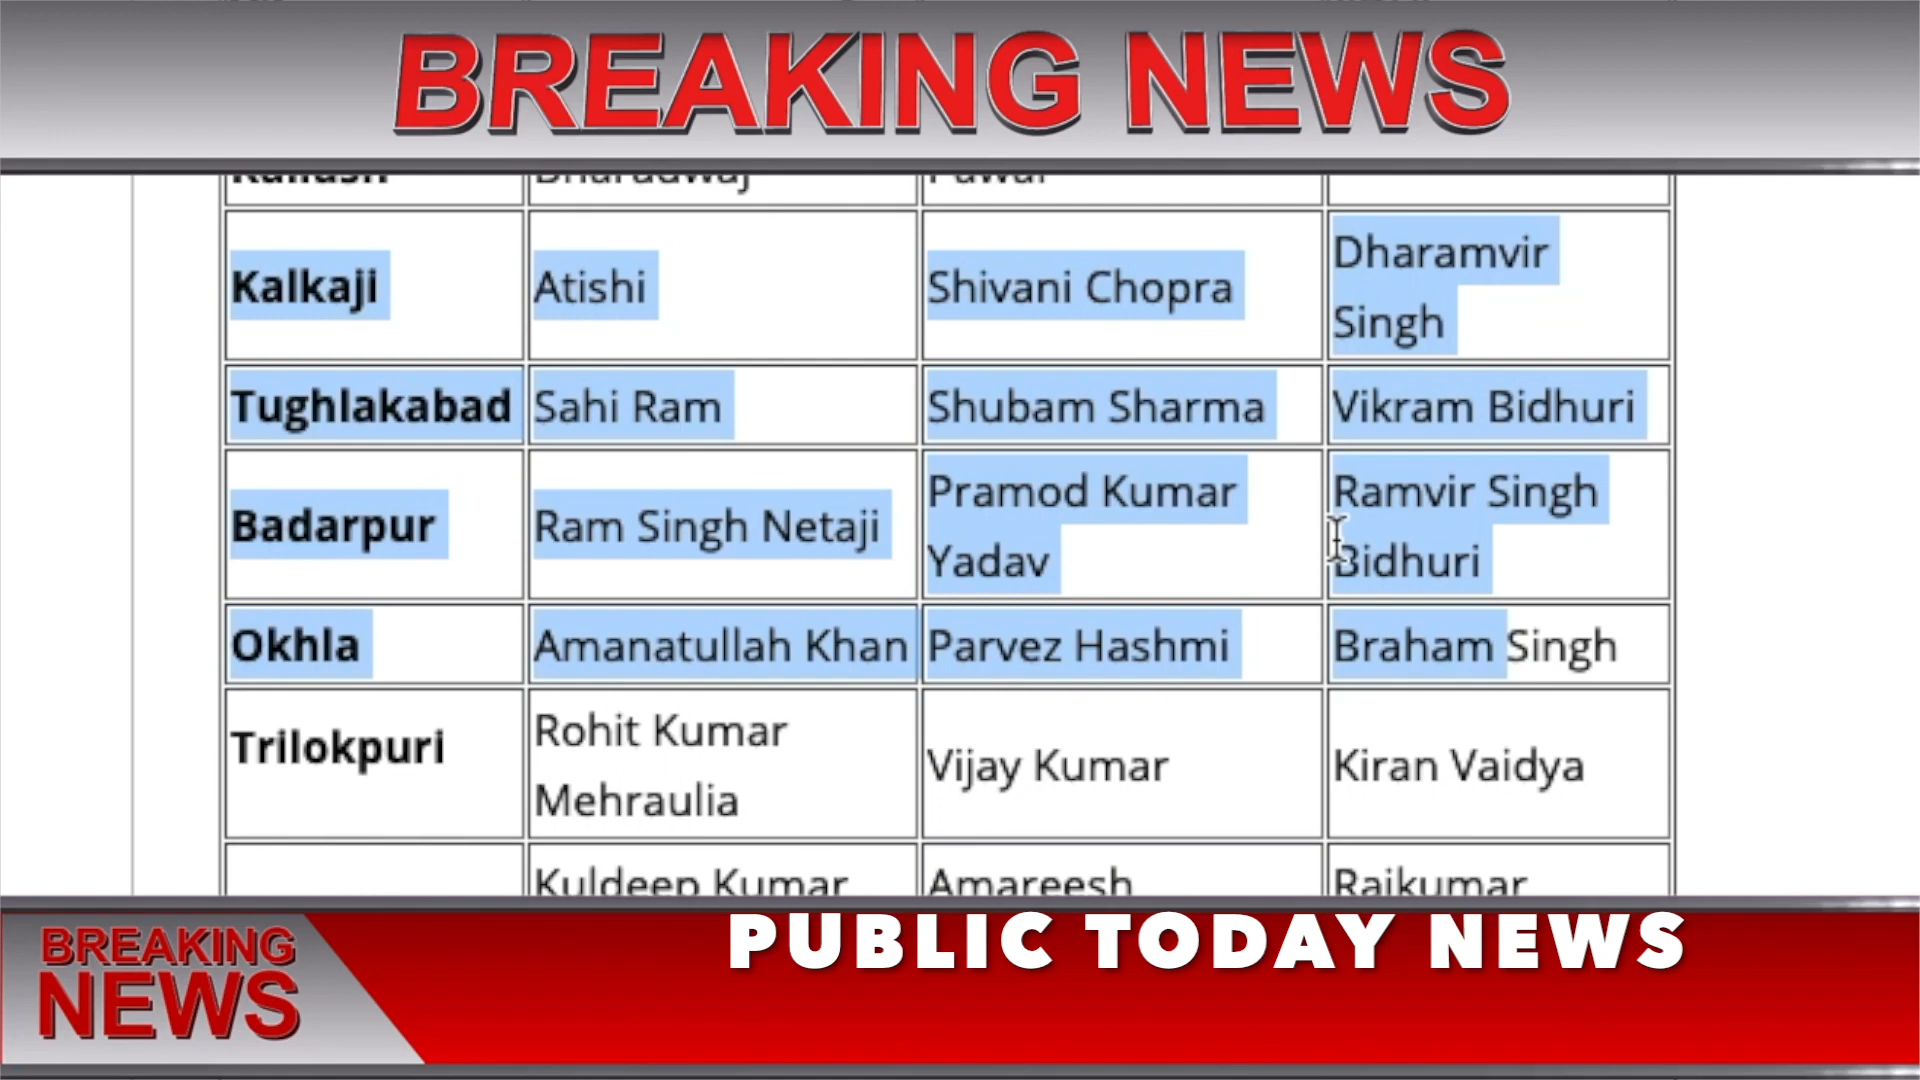 BREAKING NEWS
Kalkaji Atishi Shivani Chopra Dharamvir
Singh
Tughlakabad Sahi Ram Shubam Sharma Vikram Bidhuri
Badarpur Ram Singh Netaji Pramod Kumar
Yadav Ramvir Singh
Bidhuri
Okhla Amanatullah Khan Parvez Hashmi Braham Singh
Trilokpuri Rohit Kumar
Mehraulia Vijay Kumar Kiran Vaidya
Kuldeep Kumar Amareesh Rajkumar
BREAKING
NEWS
PUBLIC TODAY NEWS